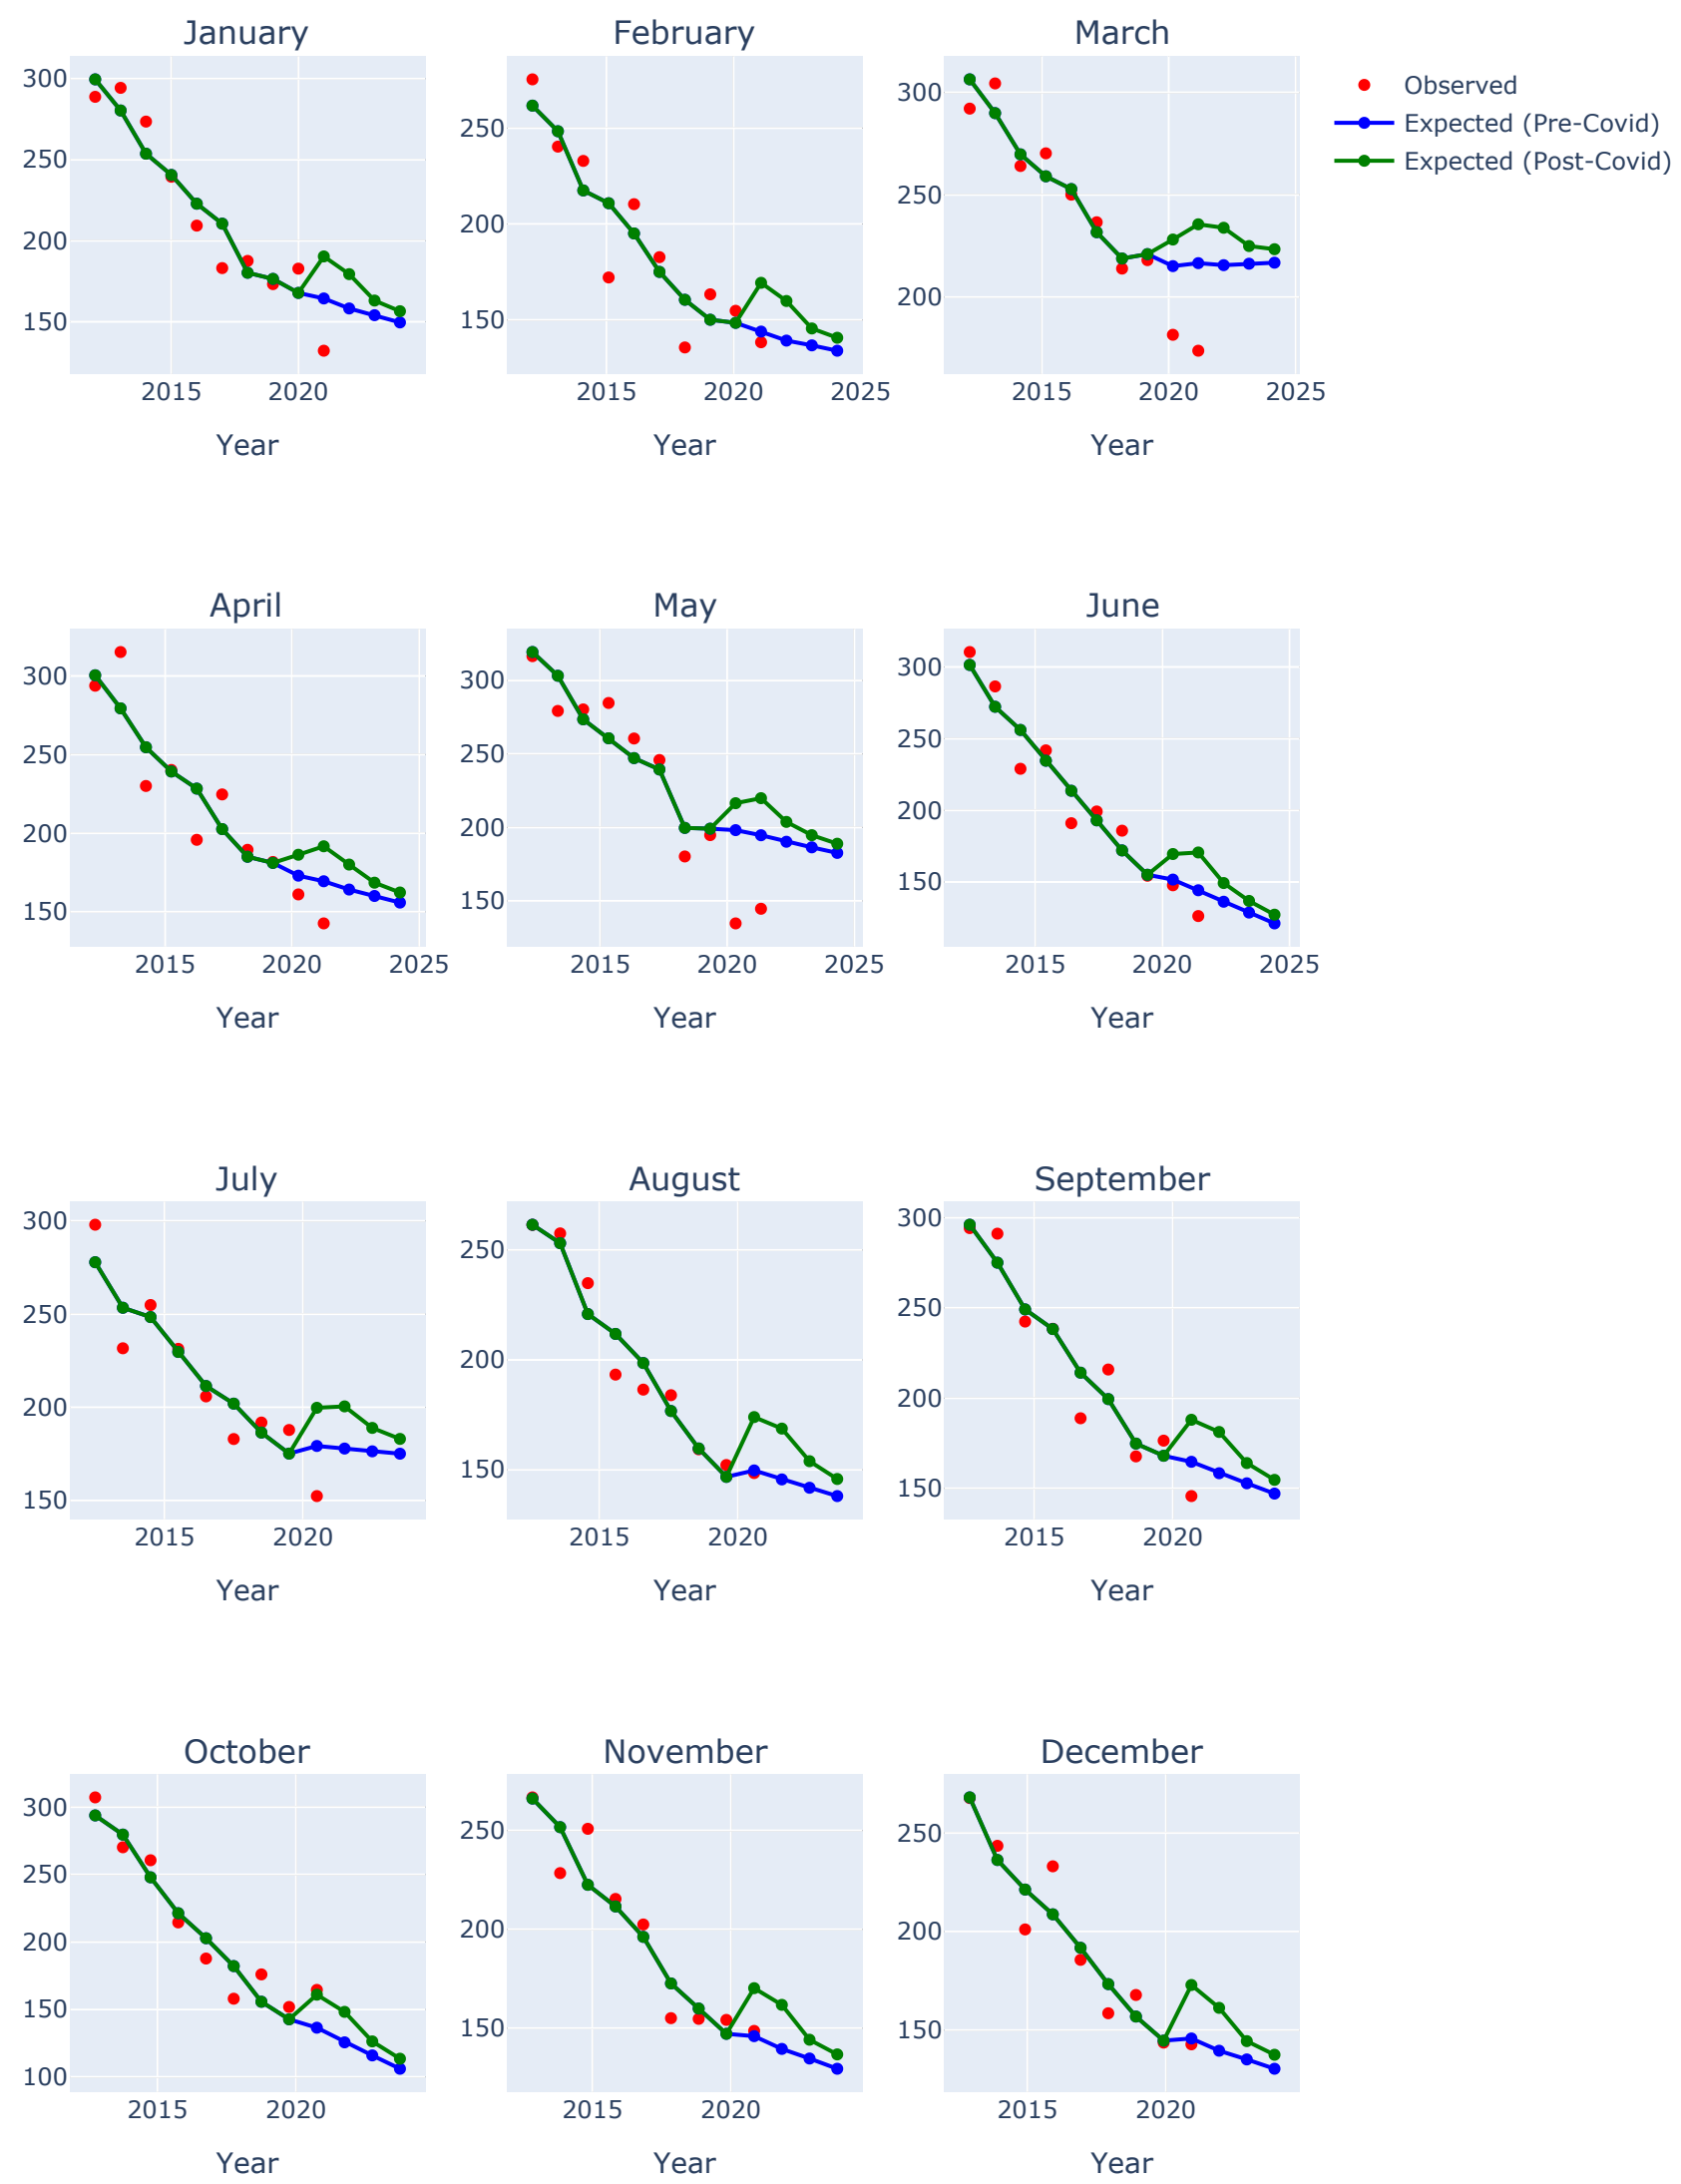 January
February
March
300
250
200
150
2015
2020
Year
250
200
150
2015
2020
2025
Year
300
250
200
2015
2020
2025
Year
Observed
Expected (Pre-Covid)
Expected (Post-Covid)
April
May
June
300
250
200
150
2015
2020
2025
Year
300
250
200
150
2015
2020
2025
Year
300
250
200
150
2015
2020
2025
Year
July
August
September
300
250
200
150
2015
2020
Year
250
200
150
2015
2020
Year
300
250
200
150
2015
2020
Year
October
November
December
300
250
200
150
100
2015
2020
Year
250
200
150
2015
2020
Year
250
200
150
2015
2020
Year